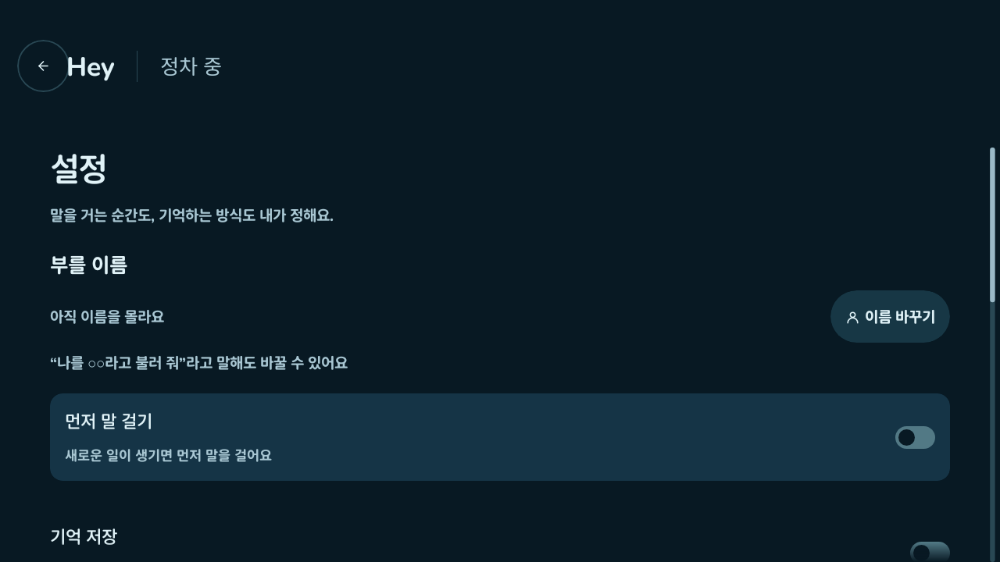 Hey
정차 중
설정
말을 거는 순간도, 기억하는 방식도 내가 정해요.
부를 이름
아직 이름을 몰라요
이름 바꾸기
“나를 ○○라고 불러 줘”라고 말해도 바꿀 수 있어요
먼저 말 걸기
새로운 일이 생기면 먼저 말을 걸어요
기억 저장